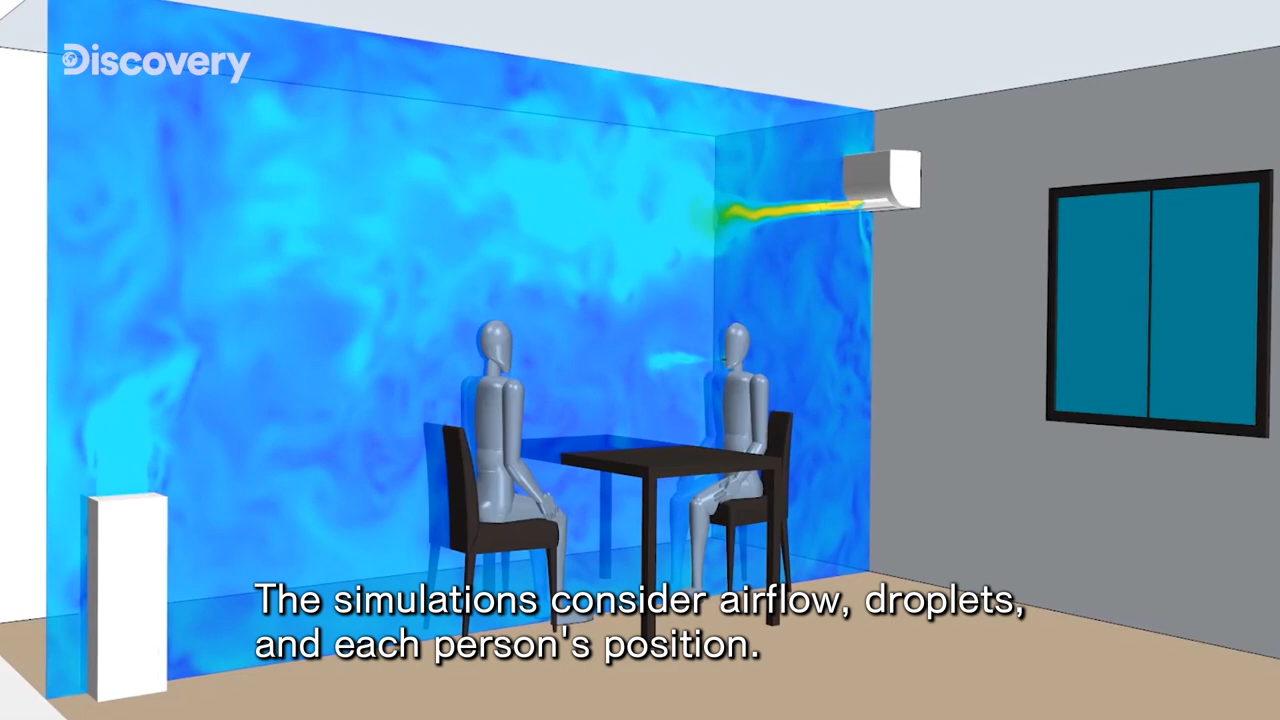 Discovery
The simulations consider airflow, droplets,
and each person's position.